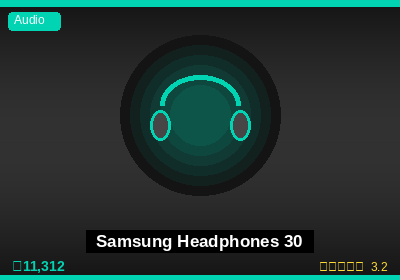 Audio
Samsung Headphones 30
□11,312
□□□□□ 3.2